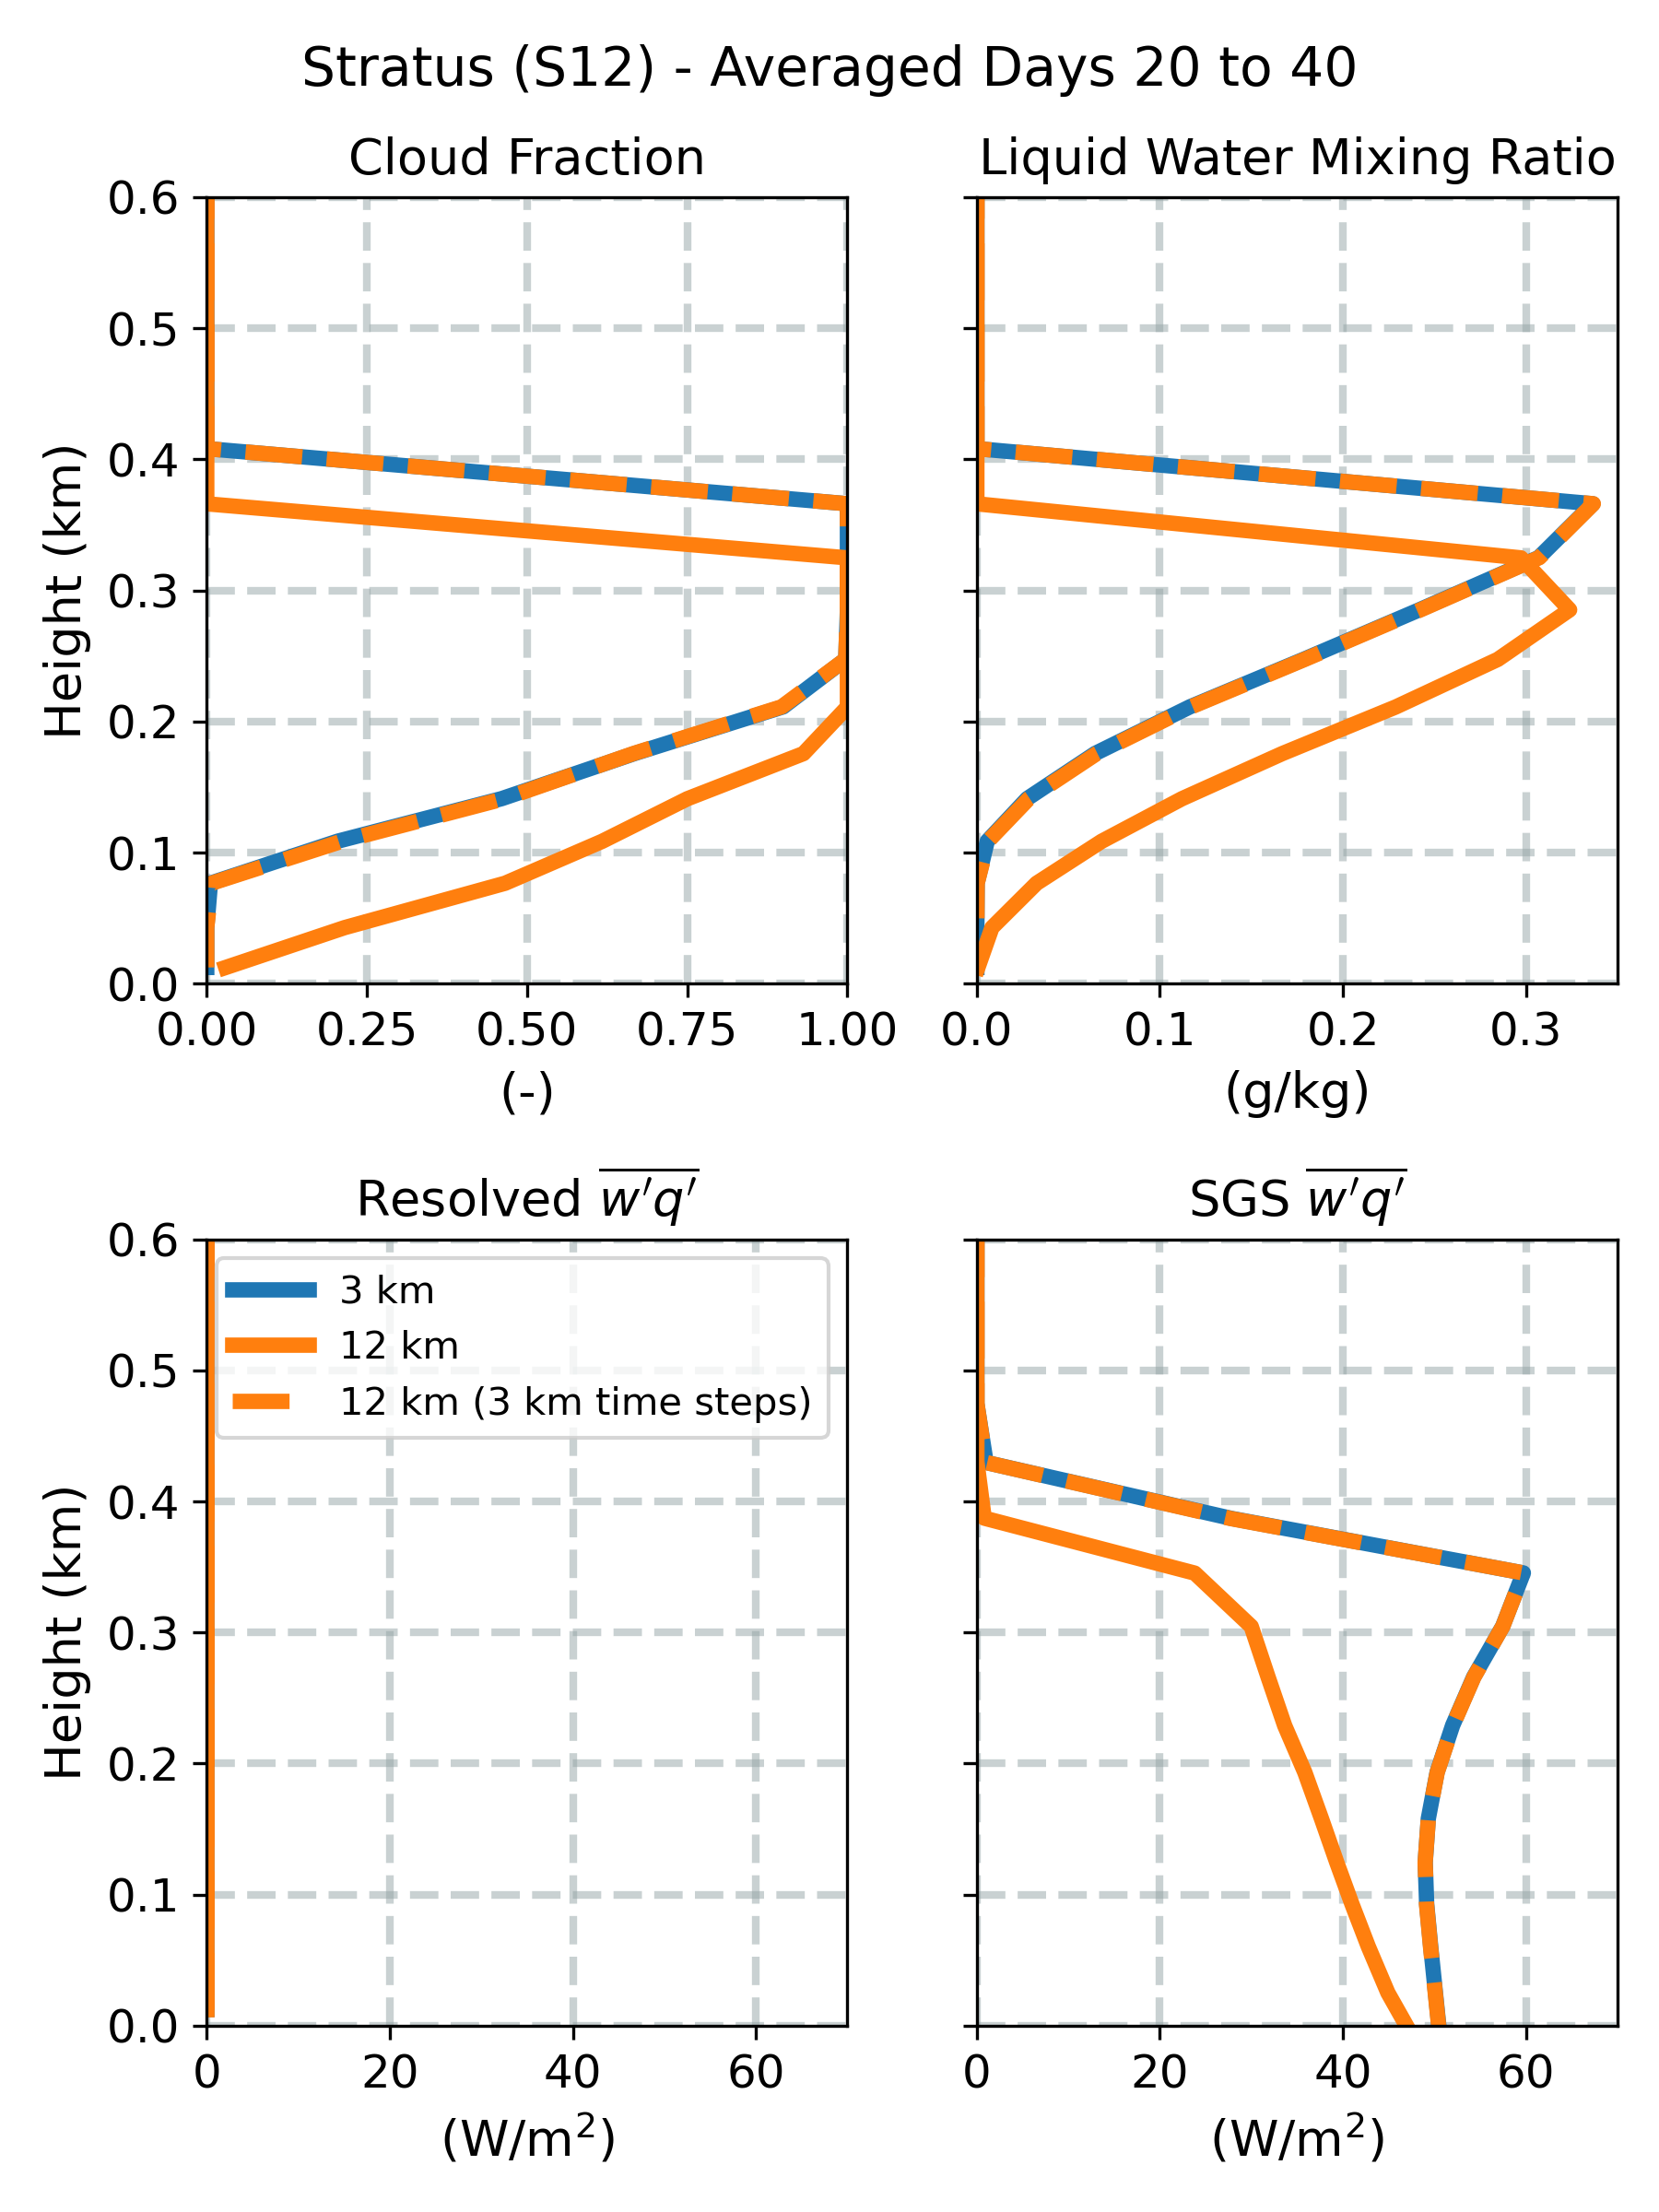 Stratus (S12) - Averaged Days 20 to 40
Cloud Fraction
Liquid Water Mixing Ratio
0.6
0.5
0.4
0.3
0.2
0.1
0.0
Height (km)
0.00 0.25 0.50 0.75 1.00
(-)
0.0 0.1 0.2 0.3
(g/kg)
Resolved $\overline{w'q'}$
SGS $\overline{w'q'}$
0.6
0.5
0.4
0.3
0.2
0.1
0.0
Height (km)
3 km
12 km
12 km (3 km time steps)
0 20 40 60
(W/m²)
0 20 40 60
(W/m²)